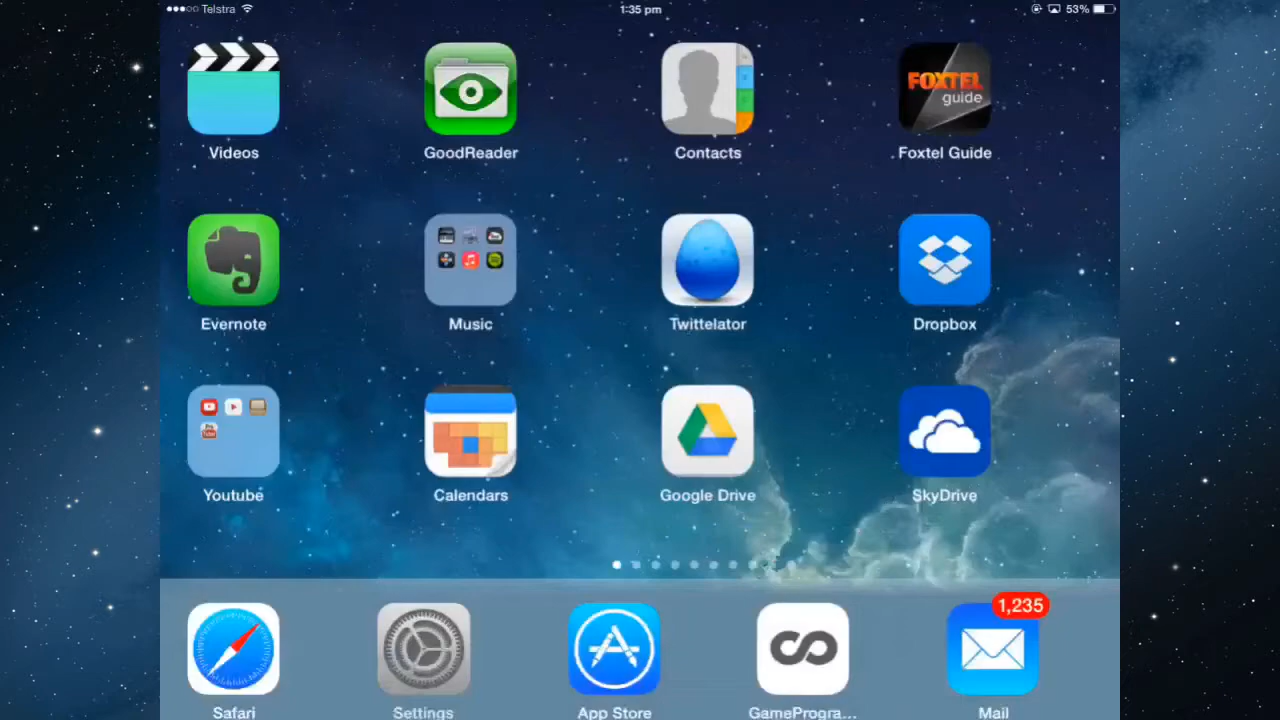 Telstra 1:35 pm 53%
FOXTEL
guide
Videos GoodReader Contacts Foxtel Guide
Evernote Music Twittelator Dropbox
Youtube Calendars Google Drive SkyDrive
1,235
Safari Settings App Store GameProgra... Mail